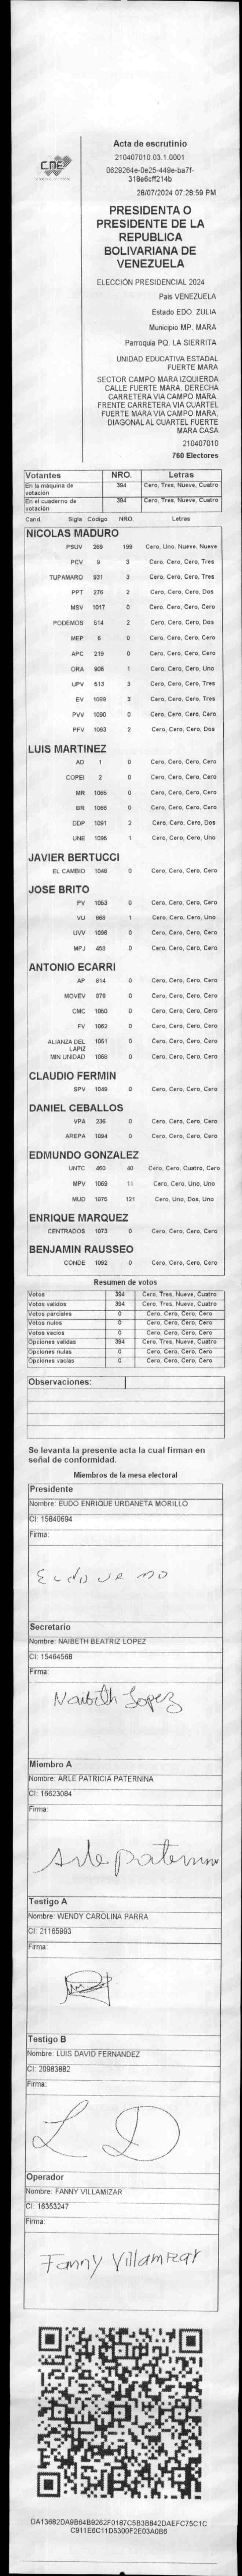 CNE
Acta de escrutinio
210407010.03.1.0001
0629264e-0e25-449e-ba7f-
318e6cff214b
28/07/2024 07:28:59 PM
PRESIDENTA O
PRESIDENTE DE LA
REPUBLICA
BOLIVARIANA DE
VENEZUELA
ELECCIÓN PRESIDENCIAL 2024
Pais VENEZUELA
Estado EDO. ZULIA
Municipio MP. MARA
Parroquia PQ. LA SIERRITA
UNIDAD EDUCATIVA ESTADAL
FUERTE MARA
SECTOR CAMPO MARA IZQUIERDA
CALLE FUERTE MARA. DERECHA
CARRETERA VIA CAMPO MARA.
FRENTE CARRETERA VIA CUARTEL
FUERTE MARA VIA CAMPO MARA,
DIAGONAL AL CUARTEL FUERTE
MARA CASA
210407010
760 Electores
Votantes NRO. Letras
En la máquina de votación 394 Cero, Tres, Nueve, Cuatro
En el cuaderno de votación 394 Cero, Tres, Nueve, Cuatro
Cand. Sigla Codigo NRO. Letras
NICOLAS MADURO
PSUV 269 199 Cero, Uno, Nueve, Nueve
PCV 9 3 Cero, Cero, Cero, Tres
TUPAMARO 931 3 Cero, Cero, Cero, Tres
PPT 276 2 Cero, Cero, Cero, Dos
MSV 1017 0 Cero, Cero, Cero, Cero
PODEMOS 514 2 Cero, Cero, Cero, Dos
MEP 6 0 Cero, Cero, Cero, Cero
APC 219 0 Cero, Cero, Cero, Cero
ORA 906 1 Cero, Cero, Cero, Uno
UPV 513 3 Cero, Cero, Cero, Tres
EV 1089 3 Cero, Cero, Cero, Tres
PVV 1090 0 Cero, Cero, Cero, Cero
PFV 1093 2 Cero, Cero, Cero, Dos
LUIS MARTINEZ
AD 1 0 Cero, Cero, Cero, Cero
COPEI 2 0 Cero, Cero, Cero, Cero
MR 1065 0 Cero, Cero, Cero, Cero
BR 1066 0 Cero, Cero, Cero, Cero
DDP 1091 2 Cero, Cero, Cero, Dos
UNE 1095 1 Cero, Cero, Cero, Uno
JAVIER BERTUCCI
EL CAMBIO 1048 0 Cero, Cero, Cero, Cero
JOSE BRITO
PV 1053 0 Cero, Cero, Cero, Cero
VU 868 1 Cero, Cero, Cero, Uno
UVV 1096 0 Cero, Cero, Cero, Cero
MPJ 458 0 Cero, Cero, Cero, Cero
ANTONIO ECARRI
AP 814 0 Cero, Cero, Cero, Cero
MOVEV 878 0 Cero, Cero, Cero, Cero
CMC 1050 0 Cero, Cero, Cero, Cero
FV 1062 0 Cero, Cero, Cero, Cero
ALIANZA DEL LAPIZ 1051 0 Cero, Cero, Cero, Cero
MIN UNIDAD 1068 0 Cero, Cero, Cero, Cero
CLAUDIO FERMIN
SPV 1049 0 Cero, Cero, Cero, Cero
DANIEL CEBALLOS
VPA 236 0 Cero, Cero, Cero, Cero
AREPA 1094 0 Cero, Cero, Cero, Cero
EDMUNDO GONZALEZ
UNTC 460 40 Cero, Cero, Cuatro, Cero
MPV 1069 11 Cero, Cero, Uno, Uno
MUD 1076 121 Cero, Uno, Dos, Uno
ENRIQUE MARQUEZ
CENTRADOS 1073 0 Cero, Cero, Cero, Cero
BENJAMIN RAUSSEO
CONDE 1092 0 Cero, Cero, Cero, Cero
Resumen de votos
Votos 394 Cero, Tres, Nueve, Cuatro
Votos validos 394 Cero, Tres, Nueve, Cuatro
Votos parciales 0 Cero, Cero, Cero, Cero
Votos nulos 0 Cero, Cero, Cero, Cero
Votos vacios 0 Cero, Cero, Cero, Cero
Opciones validas 394 Cero, Tres, Nueve, Cuatro
Opciones nulas 0 Cero, Cero, Cero, Cero
Opciones vacias 0 Cero, Cero, Cero, Cero
Observaciones:
Se levanta la presente acta la cual firman en
señal de conformidad.
Miembros de la mesa electoral
Presidente
Nombre: EUDO ENRIQUE URDANETA MORILLO
CI: 15840694
Firma:
Secretario
Nombre: NAIBETH BEATRIZ LOPEZ
CI: 15464568
Firma:
Naibeth Lopez
Miembro A
Nombre: ARLE PATRICIA PATERNINA
CI: 16623084
Firma:
Arle paternina
Testigo A
Nombre: WENDY CAROLINA PARRA
CI: 21165993
Firma:
Testigo B
Nombre: LUIS DAVID FERNANDEZ
CI: 20983882
Firma:
L D
Operador
Nombre: FANNY VILLAMIZAR
CI: 16353247
Firma:
Fanny Villamizar
DA13682DA9B64B9262F0187C5B3B842DAEFC75C1C
C911E6C11D5300F2E03A0B6